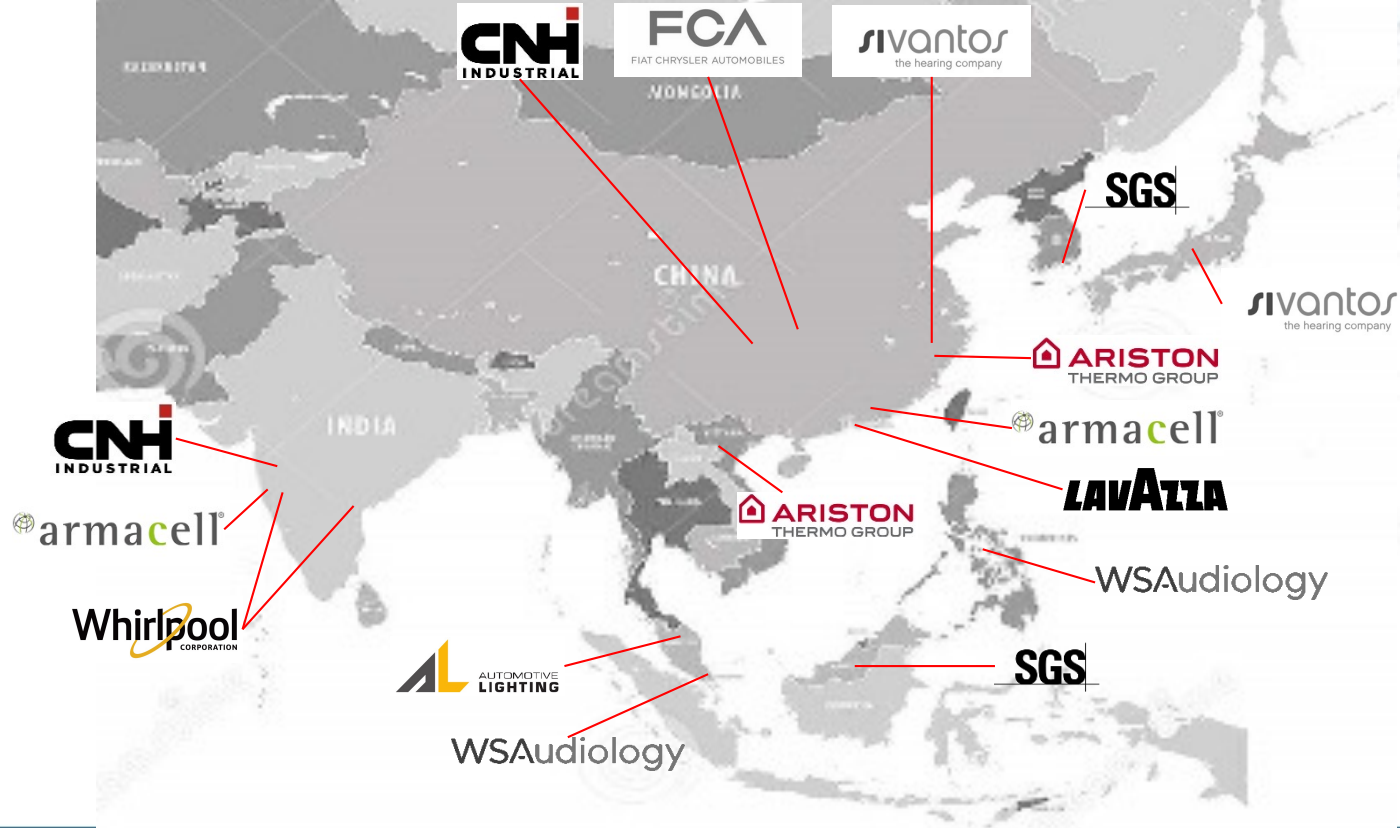 CNH
INDUSTRIAL
FCA
FIAT CHRYSLER AUTOMOBILES
sivantos
the hearing company
MONGOLIA
SGS
CHINA
sivantos
the hearing company
ARISTON
THERMO GROUP
INDIA
CNH
INDUSTRIAL
armacell®
LAVAZZA
armacell®
ARISTON
THERMO GROUP
WSAudiology
Whirlpool
CORPORATION
AL AUTOMOTIVE
LIGHTING
SGS
WSAudiology